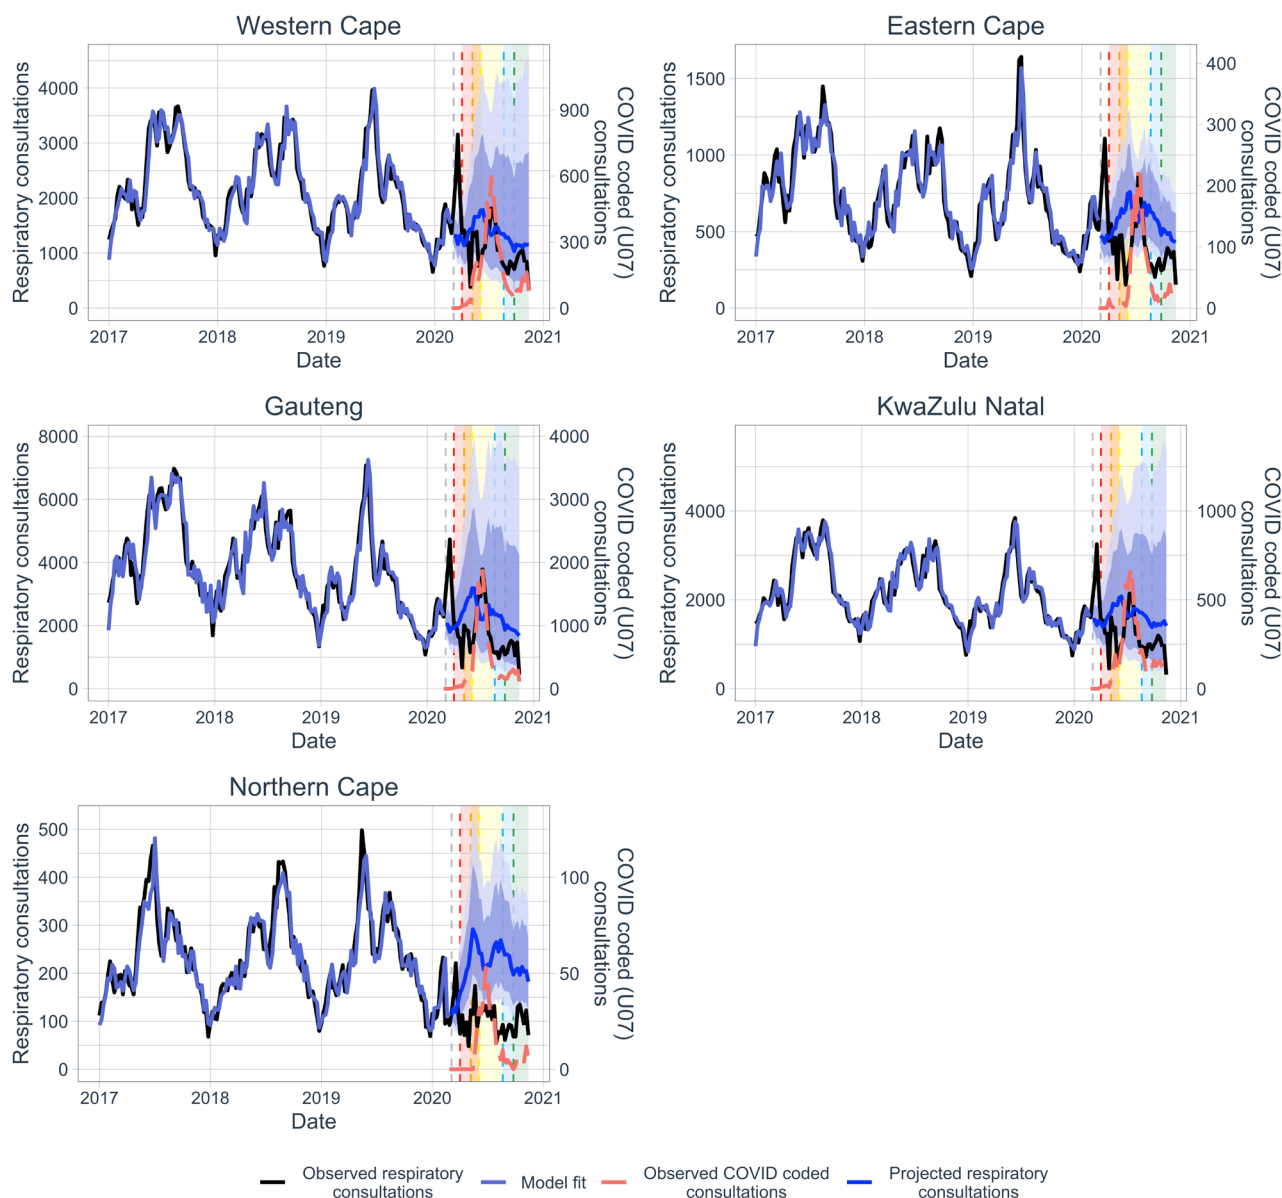 Western Cape
Respiratory consultations
4000
3000
2000
1000
0
900
600
300
0
COVID coded (U07)
consultations
2017
2018
2019
2020
2021
Date
Eastern Cape
Respiratory consultations
1500
1000
500
0
400
300
200
100
0
COVID coded (U07)
consultations
2017
2018
2019
2020
2021
Date
Gauteng
Respiratory consultations
8000
6000
4000
2000
0
4000
3000
2000
1000
0
COVID coded (U07)
consultations
2017
2018
2019
2020
2021
Date
KwaZulu Natal
Respiratory consultations
4000
2000
0
1000
500
0
COVID coded (U07)
consultations
2017
2018
2019
2020
2021
Date
Northern Cape
Respiratory consultations
500
400
300
200
100
0
100
50
0
COVID coded (U07)
consultations
2017
2018
2019
2020
2021
Date
Observed respiratory
consultations
Model fit
Observed COVID coded
consultations
Projected respiratory
consultations